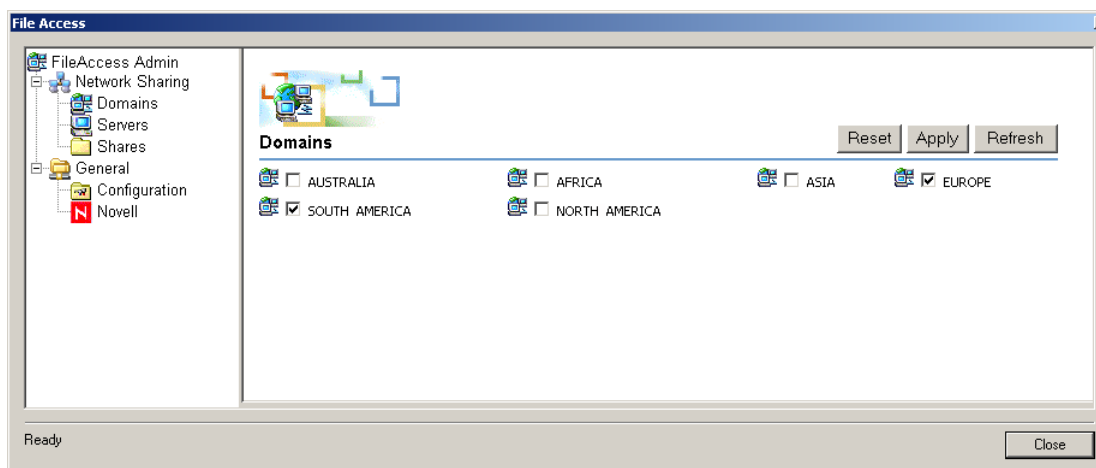 File Access
FileAccess Admin
Network Sharing
Domains
Servers
Shares
General
Configuration
Novell
Domains
Reset Apply Refresh
AUSTRALIA AFRICA ASIA EUROPE
SOUTH AMERICA NORTH AMERICA
Ready
Close